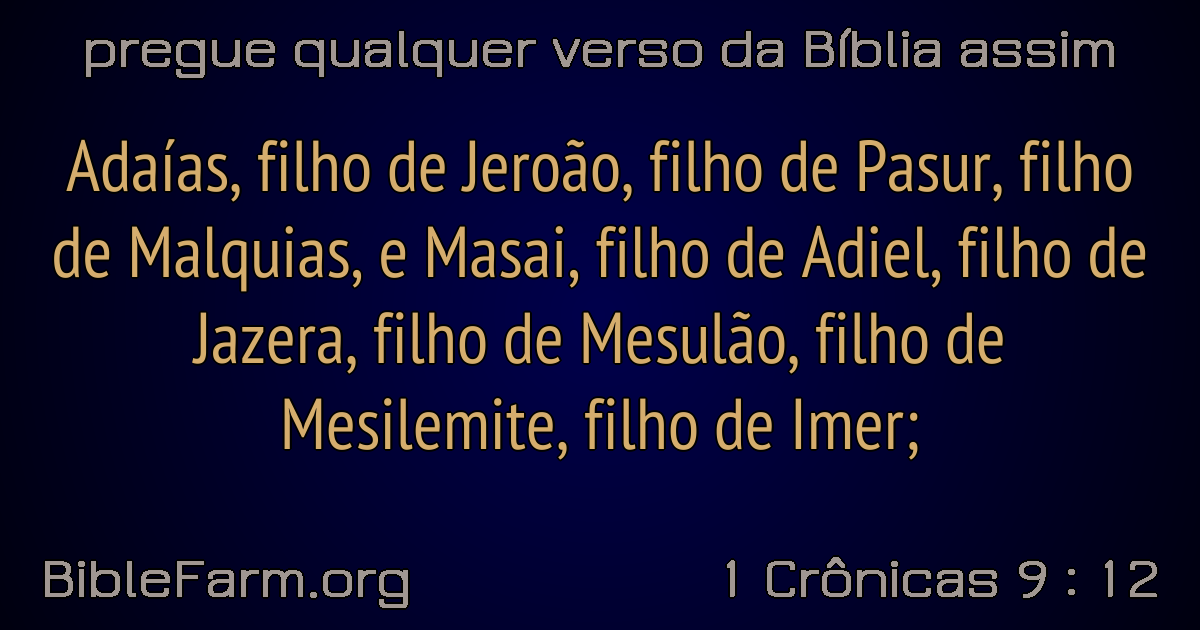 pregue qualquer verso da Bíblia assim
Adaías, filho de Jeroão, filho de Pasur, filho
de Malquias, e Masai, filho de Adiel, filho de
Jazera, filho de Mesulão, filho de
Mesilemite, filho de Imer;
BibleFarm.org
1 Crônicas 9 : 12